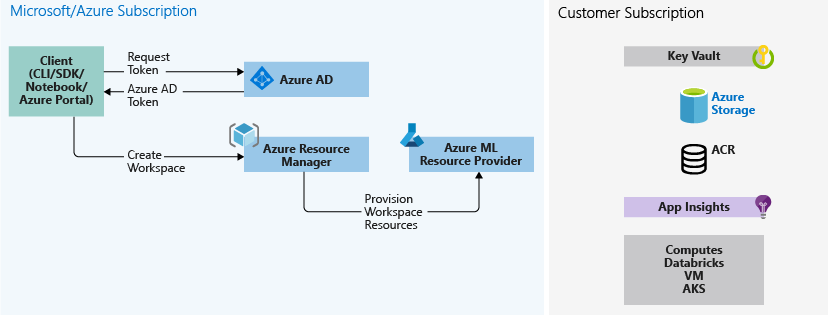 Microsoft/Azure Subscription
Client
(CLI/SDK/
Notebook/
Azure Portal)
Request
Token
Azure AD
Token
Azure AD
Create
Workspace
Azure Resource
Manager
Azure ML
Resource Provider
Provision
Workspace
Resources
Customer Subscription
Key Vault
Azure
Storage
ACR
App Insights
Computes
Databricks
VM
AKS